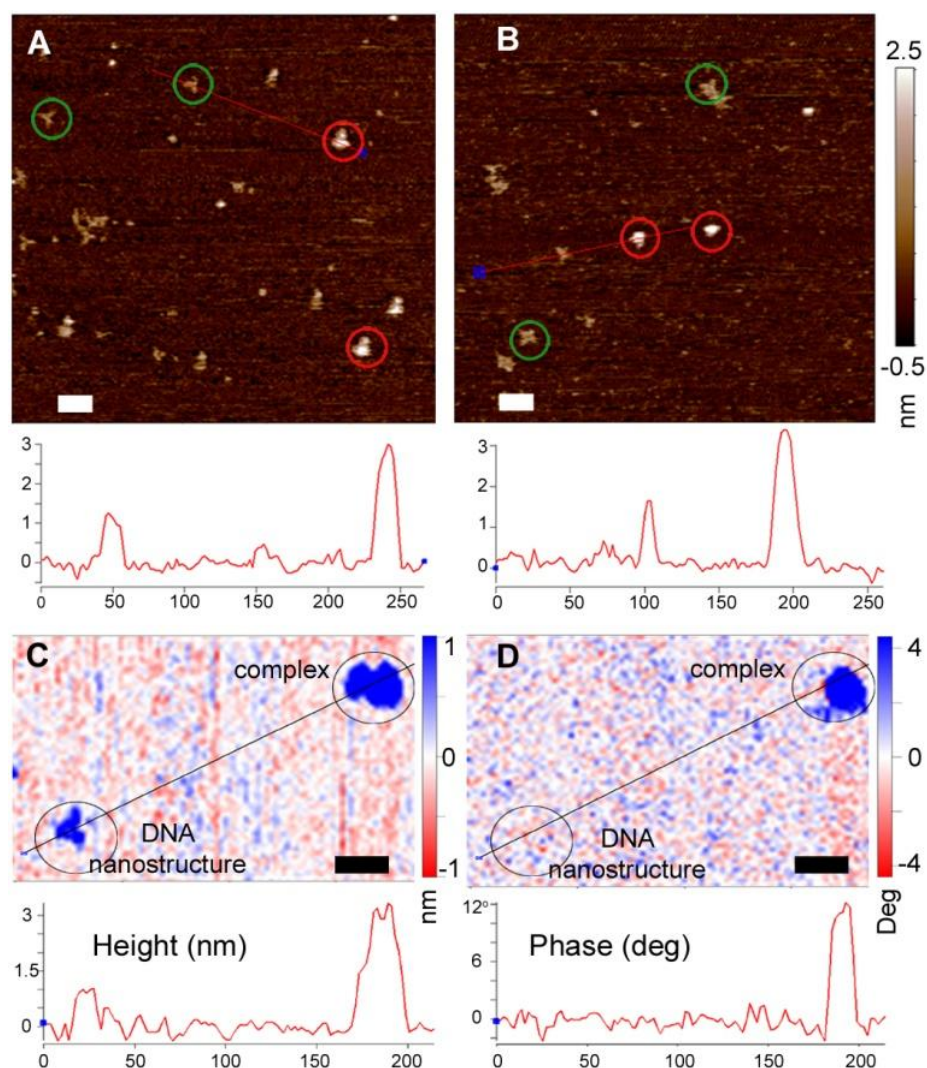 A
B
2.5
-0.5
nm
3
2
1
0
0 50 100 150 200 250
3
2
1
0
0 50 100 150 200 250
C
complex
DNA
nanostructure
1
0
-1
nm
D
complex
DNA
nanostructure
4
0
-4
Deg
Height (nm)
3
1.5
0
0 50 100 150 200
Phase (deg)
12°
6
0
0 50 100 150 200